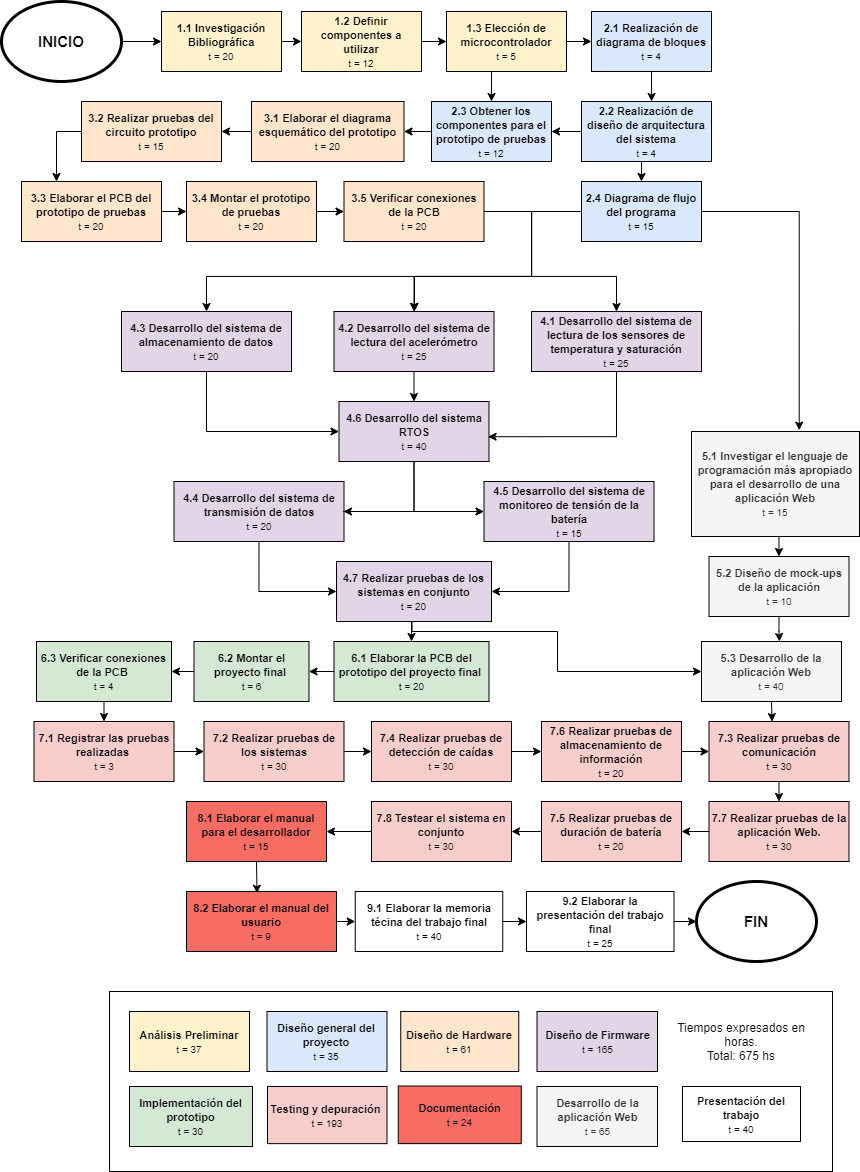 INICIO
1.1 Investigación
Bibliográfica
t = 20
1.2 Definir
componentes a
utilizar
t = 12
1.3 Elección de
microcontrolador
t = 5
2.1 Realización de
diagrama de bloques
t = 4
3.2 Realizar pruebas del
circuito prototipo
t = 15
3.1 Elaborar el diagrama
esquemático del prototipo
t = 20
2.3 Obtener los
componentes para el
prototipo de pruebas
t = 12
2.2 Realización de
diseño de arquitectura
del sistema
t = 4
3.3 Elaborar el PCB del
prototipo de pruebas
t = 20
3.4 Montar el prototipo
de pruebas
t = 20
3.5 Verificar conexiones
de la PCB
t = 20
2.4 Diagrama de flujo
del programa
t = 15
4.3 Desarrollo del sistema de
almacenamiento de datos
t = 20
4.2 Desarrollo del sistema de
lectura del acelerómetro
t = 25
4.1 Desarrollo del sistema de
lectura de los sensores de
temperatura y saturación
t = 25
4.6 Desarrollo del sistema
RTOS
t = 40
5.1 Investigar el lenguaje de
programación más apropiado
para el desarrollo de una
aplicación Web
t = 15
4.4 Desarrollo del sistema de
transmisión de datos
t = 20
4.5 Desarrollo del sistema de
monitoreo de tensión de la
batería
t = 15
5.2 Diseño de mock-ups
de la aplicación
t = 10
4.7 Realizar pruebas de los
sistemas en conjunto
t = 20
6.3 Verificar conexiones
de la PCB
t = 4
6.2 Montar el
proyecto final
t = 6
6.1 Elaborar la PCB del
prototipo del proyecto final
t = 20
5.3 Desarrollo de la
aplicación Web
t = 40
7.1 Registrar las pruebas
realizadas
t = 3
7.2 Realizar pruebas de
los sistemas
t = 30
7.4 Realizar pruebas de
detección de caídas
t = 30
7.6 Realizar pruebas de
almacenamiento de
información
t = 20
7.3 Realizar pruebas de
comunicación
t = 30
8.1 Elaborar el manual
para el desarrollador
t = 15
7.8 Testear el sistema en
conjunto
t = 30
7.5 Realizar pruebas de
duración de batería
t = 20
7.7 Realizar pruebas de la
aplicación Web.
t = 30
8.2 Elaborar el manual del
usuario
t = 9
9.1 Elaborar la memoria
técina del trabajo final
t = 40
9.2 Elaborar la
presentación del trabajo
final
t = 25
FIN
Análisis Preliminar
t = 37
Diseño general del
proyecto
t = 35
Diseño de Hardware
t = 61
Diseño de Firmware
t = 165
Tiempos expresados en
horas.
Total: 675 hs
Implementación del
prototipo
t = 30
Testing y depuración
t = 193
Documentación
t = 24
Desarrollo de la
aplicación Web
t = 65
Presentación del
trabajo
t = 40